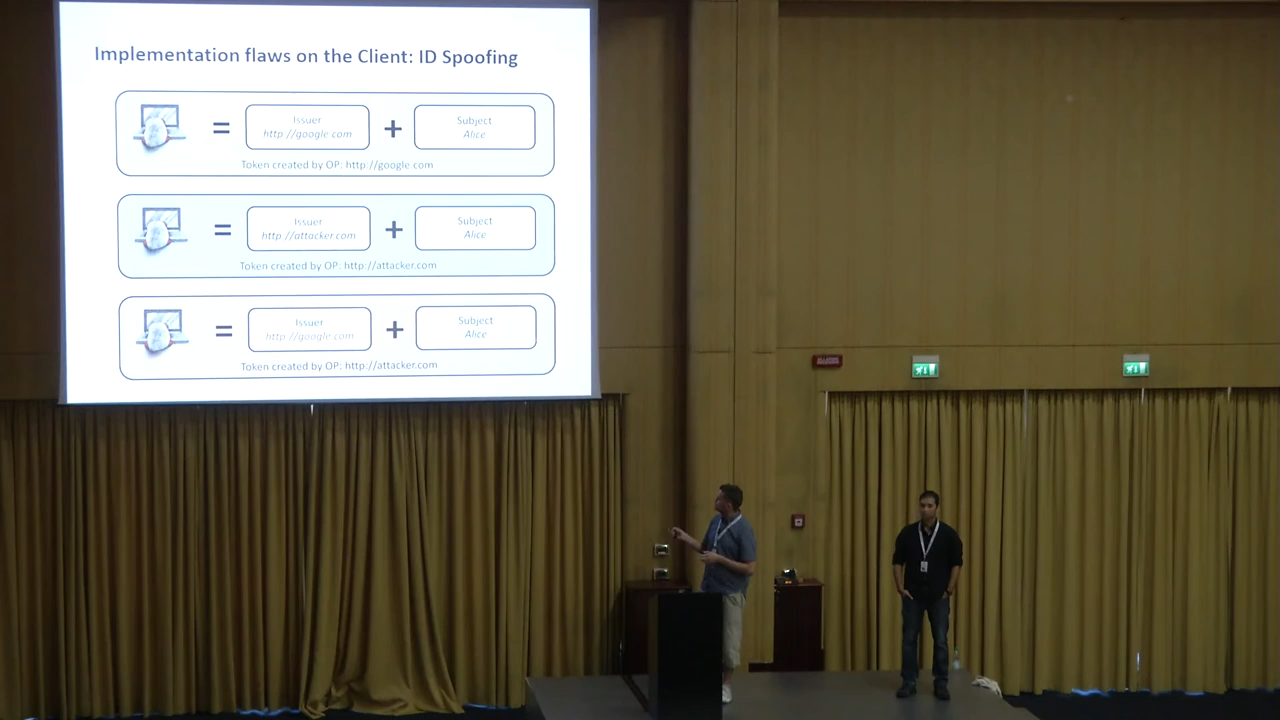 Implementation flaws on the Client: ID Spoofing
Issuer
http://google.com
Subject
Alice
=
+
Token created by OP: http://google.com
Issuer
http://attacker.com
Subject
Alice
=
+
Token created by OP: http://attacker.com
Issuer
http://google.com
Subject
Alice
=
+
Token created by OP: http://attacker.com